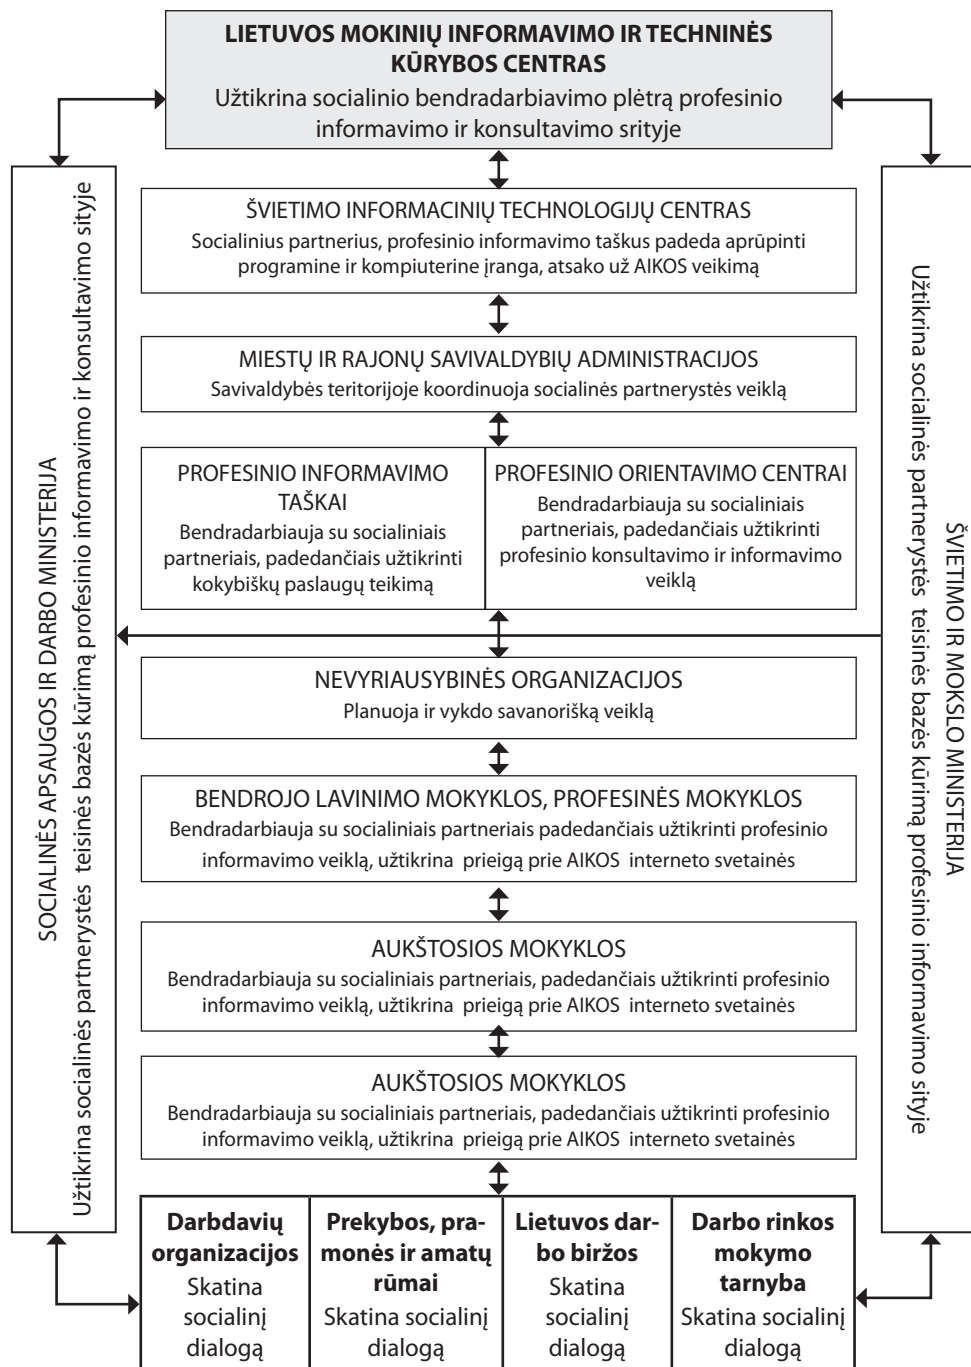 LIETUVOS MOKINIŲ INFORMAVIMO IR TECHNINĖS
KŪRYBOS CENTRAS
Užtikrina socialinio bendradarbiavimo plėtrą profesinio
informavimo ir konsultavimo srityje
SOCIALINĖS APSAUGOS IR DARBO MINISTERIJA
Užtikrina socialinės partnerystės teisinės bazės kūrimą profesinio informavimo ir konsultavimo sityje
ŠVIETIMO INFORMACINIŲ TECHNOLOGIJŲ CENTRAS
Socialinius partnerius, profesinio informavimo taškus padeda aprūpinti
programine ir kompiuterine įranga, atsako už AIKOS veikimą
MIESTŲ IR RAJONŲ SAVIVALDYBIŲ ADMINISTRACIJOS
Savivaldybės teritorijoje koordinuoja socialinės partnerystės veiklą
PROFESINIO INFORMAVIMO
TAŠKAI
Bendradarbiauja su socialiniais
partneriais, padedančiais užtikrinti
kokybiškų paslaugų teikimą
PROFESINIO ORIENTAVIMO CENTRAI
Bendradarbiauja su socialiniais
partneriais, padedančiais užtikrinti
profesinio konsultavimo ir informavimo
veiklą
NEVYRIAUSYBINĖS ORGANIZACIJOS
Planuoja ir vykdo savanorišką veiklą
BENDROJO LAVINIMO MOKYKLOS, PROFESINĖS MOKYKLOS
Bendradarbiauja su socialiniais partneriais padedančiais užtikrinti profesinio
informavimo veiklą, užtikrina prieigą prie AIKOS interneto svetainės
AUKŠTOSIOS MOKYKLOS
Bendradarbiauja su socialiniais partneriais, padedančiais užtikrinti profesinio
informavimo veiklą, užtikrina prieigą prie AIKOS interneto svetainės
AUKŠTOSIOS MOKYKLOS
Bendradarbiauja su socialiniais partneriais, padedančiais užtikrinti profesinio
informavimo veiklą, užtikrina prieigą prie AIKOS interneto svetainės
Darbdavių
organizacijos
Skatina
socialinį
dialogą
Prekybos, pra-
monės ir amatų
rūmai
Skatina socialinį
dialogą
Lietuvos dar-
bo biržos
Skatina
socialinį
dialogą
Darbo rinkos
mokymo
tarnyba
Skatina socialinį
dialogą
ŠVIETIMO IR MOKSLO MINISTERIJA
Užtikrina socialinės partnerystės teisinės bazės kūrimą profesinio informavimo sityje